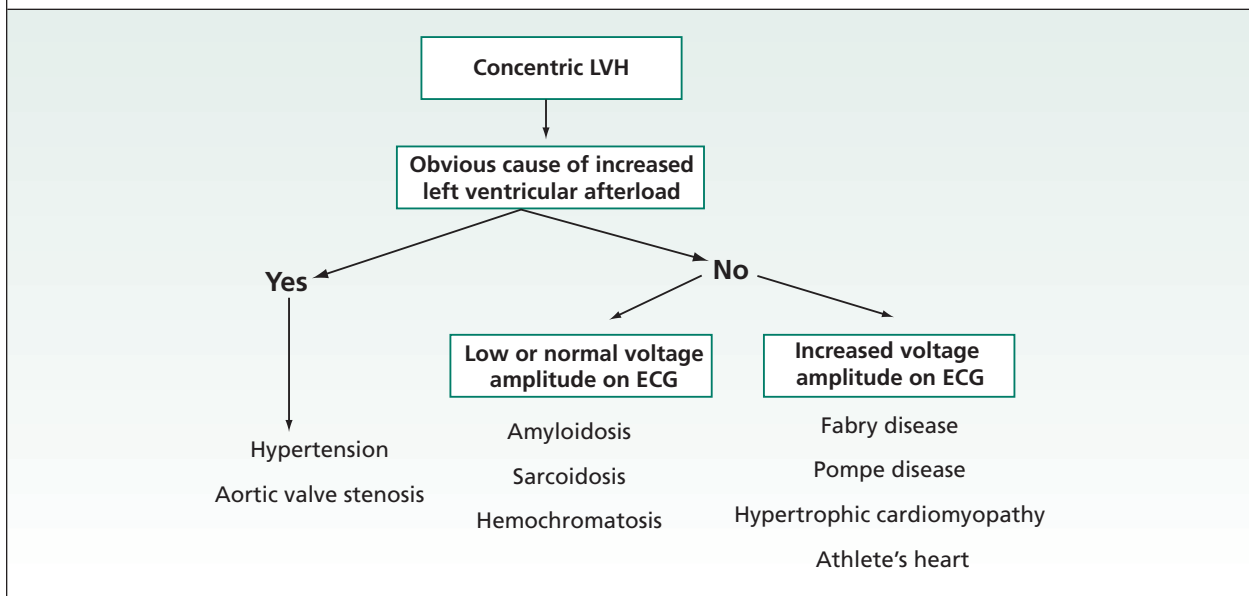 Concentric LVH
Obvious cause of increased
left ventricular afterload
Yes
No
Low or normal voltage
amplitude on ECG
Increased voltage
amplitude on ECG
Hypertension
Aortic valve stenosis
Amyloidosis
Sarcoidosis
Hemochromatosis
Fabry disease
Pompe disease
Hypertrophic cardiomyopathy
Athlete’s heart